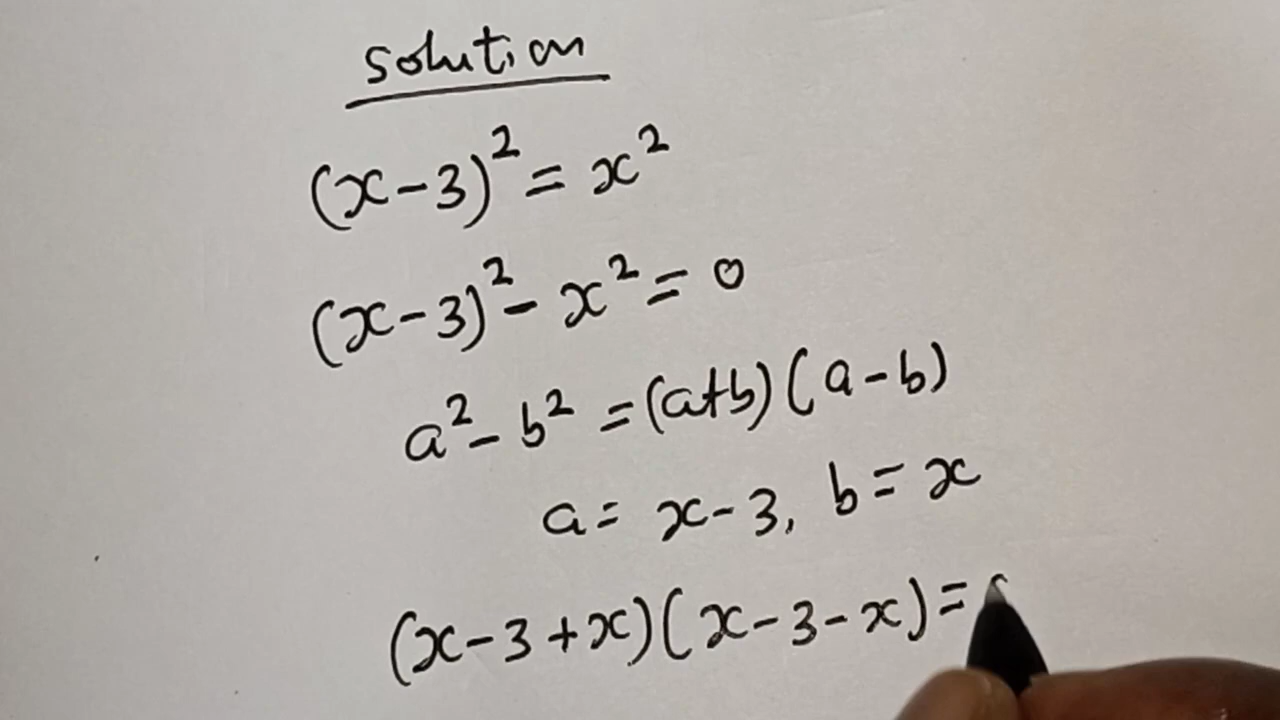 solution
(x-3)² = x²
(x-3)² - x² = 0
a² - b² = (a+b)(a-b)
a = x-3, b = x
(x-3+x)(x-3-x) =